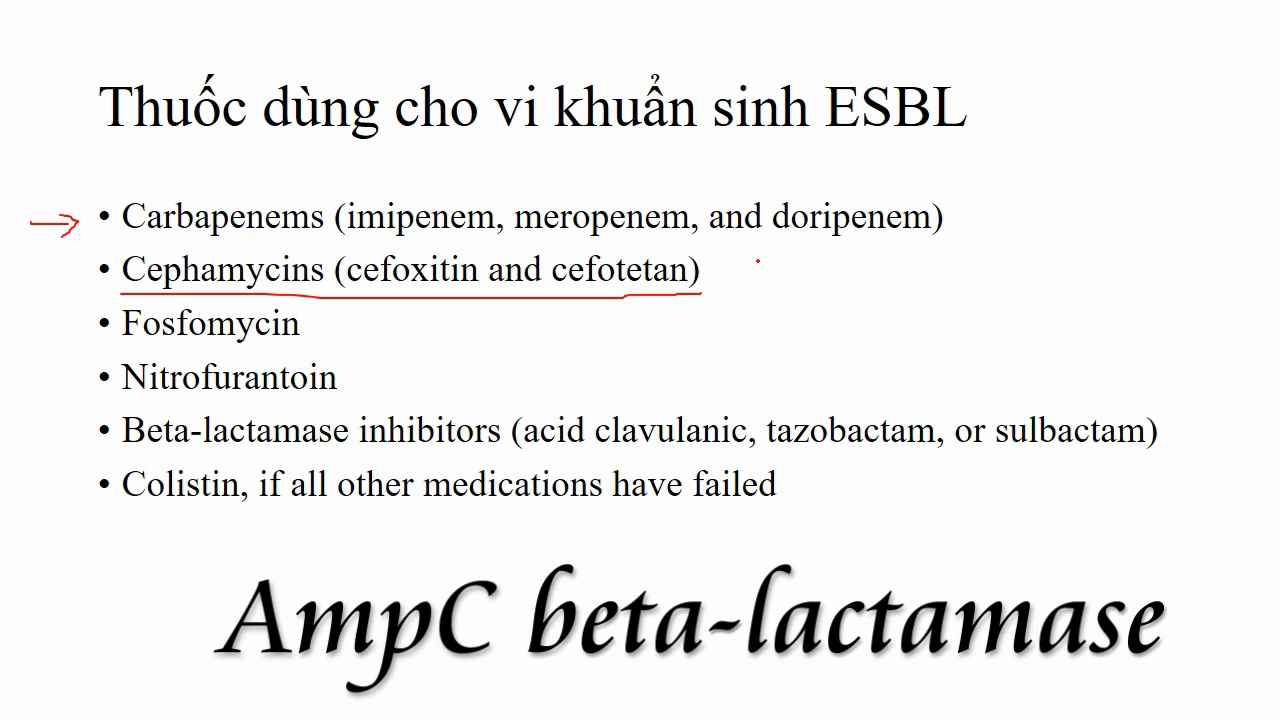 Thuốc dùng cho vi khuẩn sinh ESBL
• Carbapenems (imipenem, meropenem, and doripenem)
• Cephamycins (cefoxitin and cefotetan)
• Fosfomycin
• Nitrofurantoin
• Beta-lactamase inhibitors (acid clavulanic, tazobactam, or sulbactam)
• Colistin, if all other medications have failed
AmpC beta-lactamase